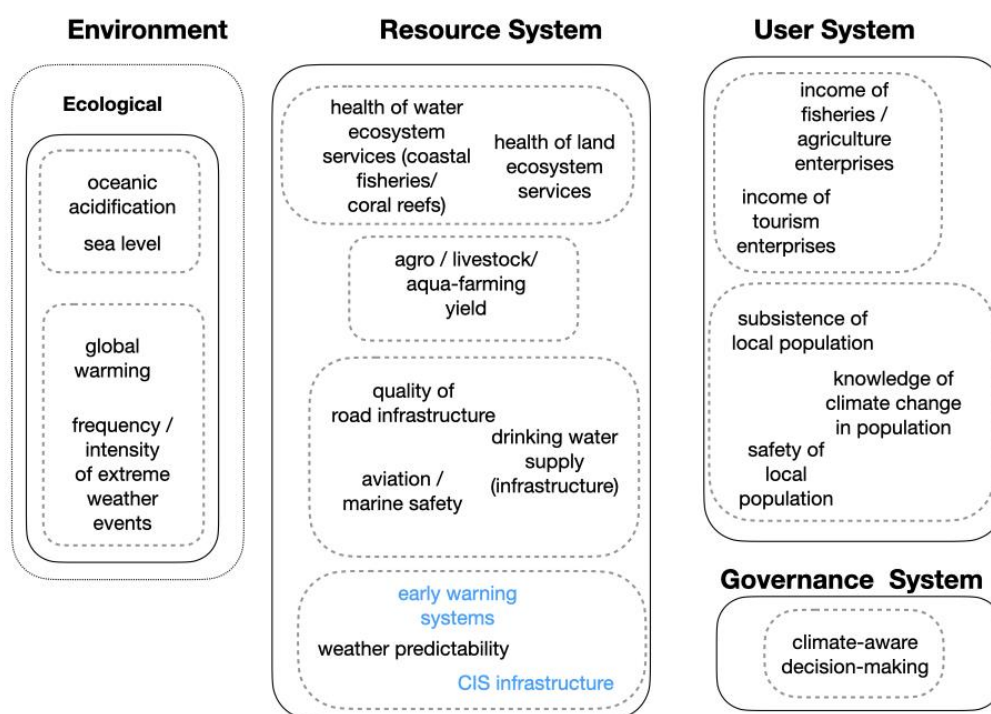 Environment
Ecological
oceanic
acidification
sea level
global
warming
frequency /
intensity
of extreme
weather
events
Resource System
health of water
ecosystem
services (coastal
fisheries/
coral reefs)
health of land
ecosystem
services
agro / livestock/
aqua-farming
yield
quality of
road infrastructure
drinking water
supply
(infrastructure)
aviation /
marine safety
early warning
systems
weather predictability
CIS infrastructure
User System
income of
fisheries /
agriculture
enterprises
income of
tourism
enterprises
subsistence of
local population
knowledge of
climate change
in population
safety of
local
population
Governance System
climate-aware
decision-making